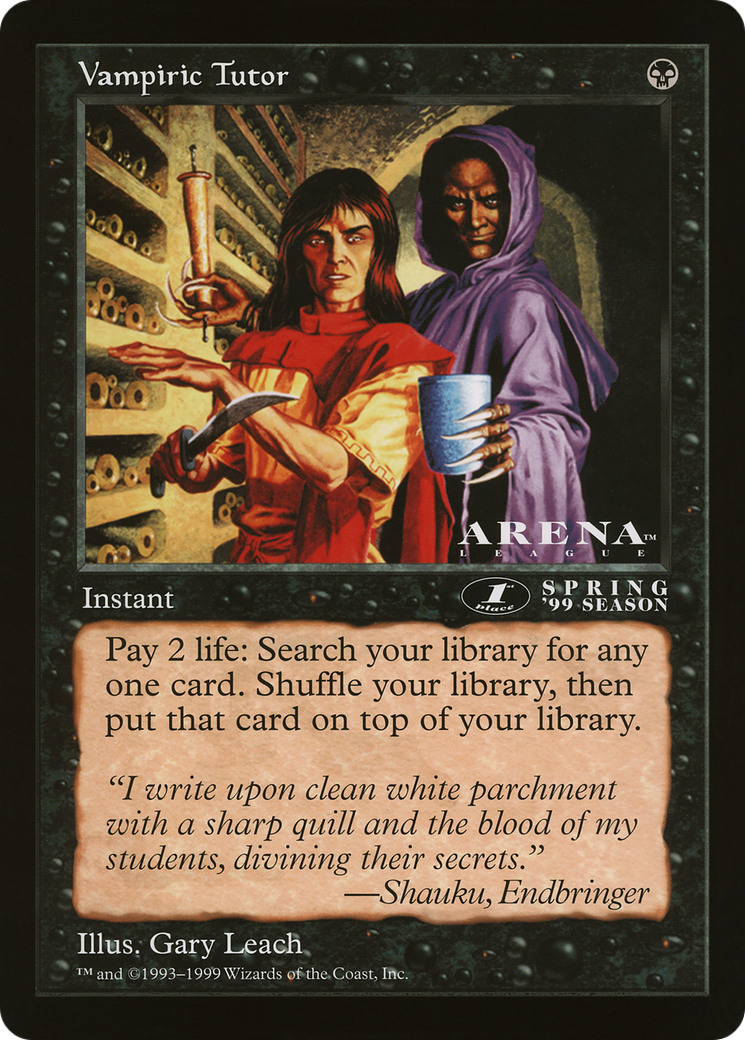 Vampiric Tutor
ARENA™
LEAGUE
Instant
1st place
SPRING
'99 SEASON
Pay 2 life: Search your library for any
one card. Shuffle your library, then
put that card on top of your library.
“I write upon clean white parchment
with a sharp quill and the blood of my
students, divining their secrets.”
—Shauku, Endbringer
Illus. Gary Leach
™ and ©1993–1999 Wizards of the Coast, Inc.